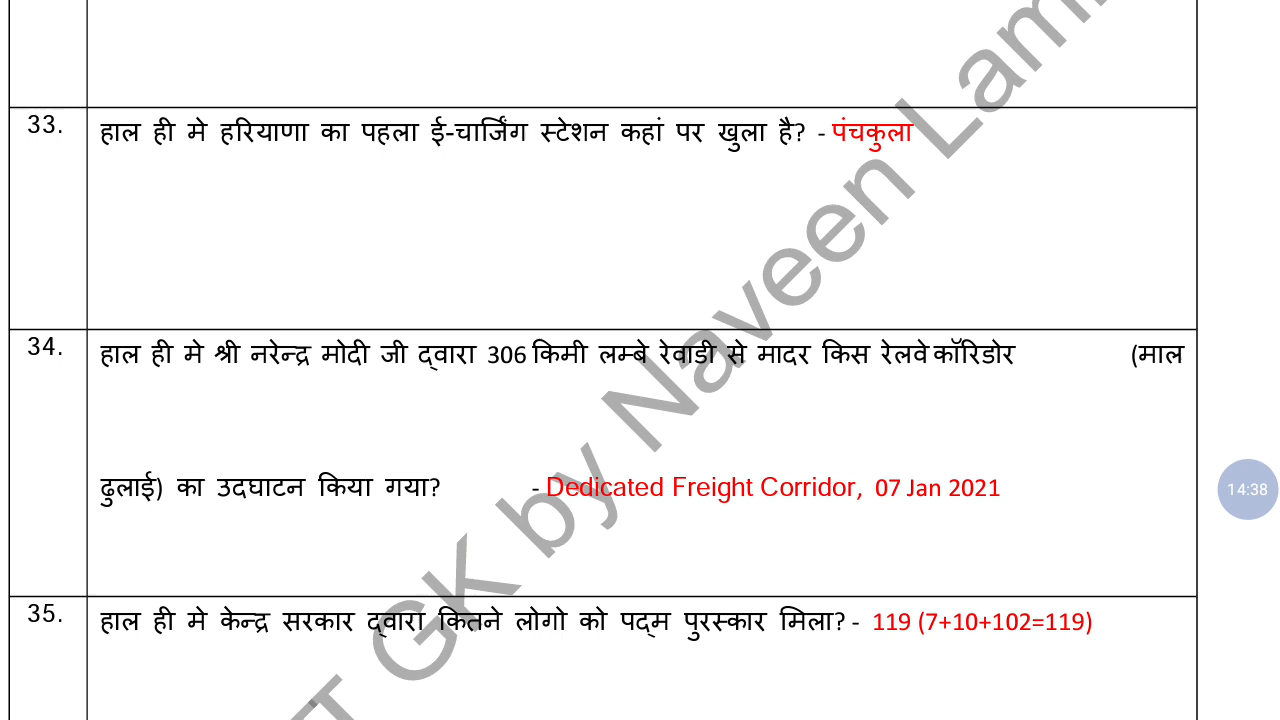 33. हाल ही मे हरियाणा का पहला ई-चार्जिंग स्टेशन कहां पर खुला है? - पंचकुला
34. हाल ही मे श्री नरेन्द्र मोदी जी द्वारा 306 किमी लम्बे रेवाडी से मादर किस रेलवे कॉरिडोर (माल
ढुलाई) का उदघाटन किया गया? - Dedicated Freight Corridor, 07 Jan 2021
35. हाल ही मे केन्द्र सरकार द्वारा कितने लोगो को पद्म पुरस्कार मिला? - 119 (7+10+102=119)
GK by Naveen
14:38